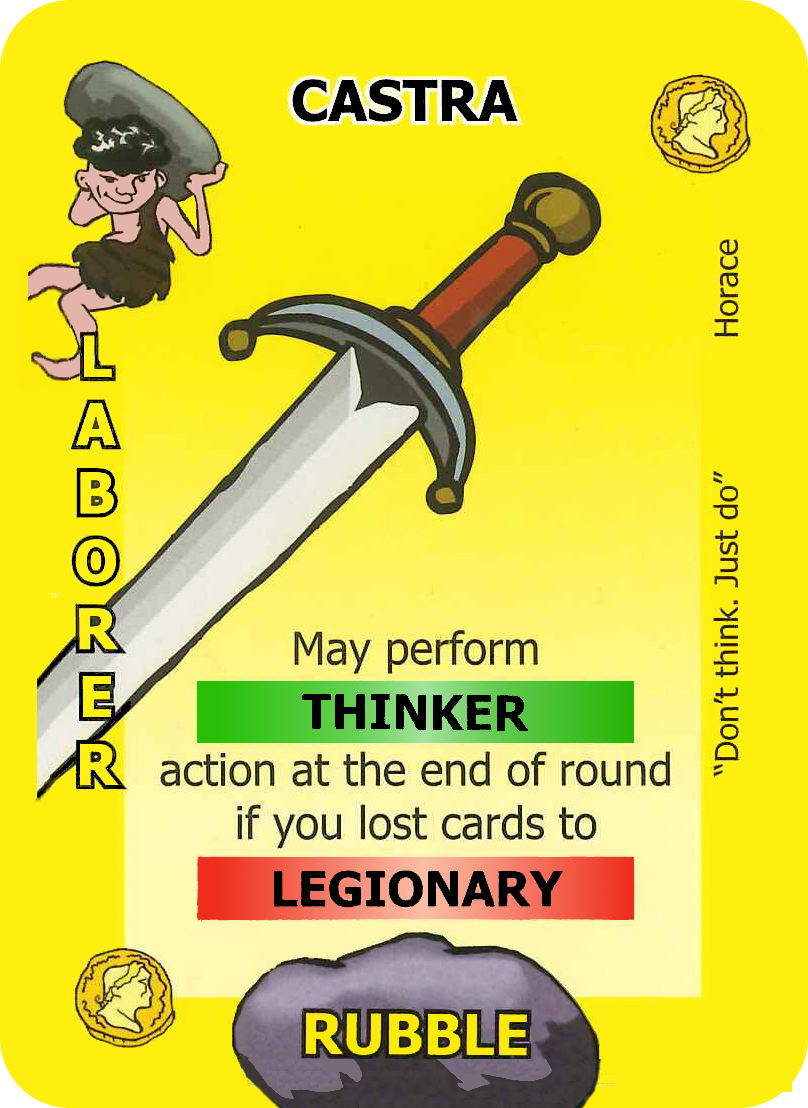 CASTRA
LABORER
May perform
THINKER
action at the end of round
if you lost cards to
LEGIONARY
RUBBLE
"Don't think. Just do"
Horace